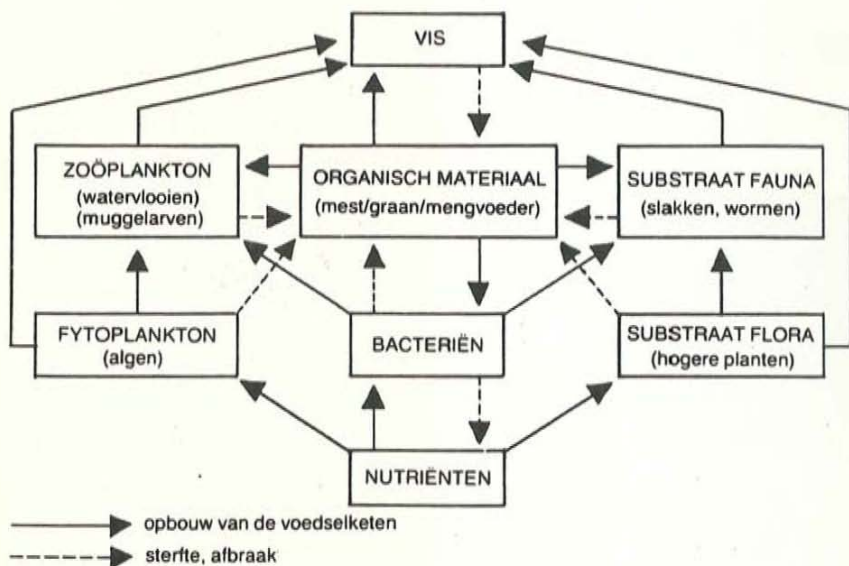 VIS
ZOÖPLANKTON
(watervlooien)
(muggelarven)
ORGANISCH MATERIAAL
(mest/graan/mengvoeder)
SUBSTRAAT FAUNA
(slakken, wormen)
FYTOPLANKTON
(algen)
BACTERIËN
SUBSTRAAT FLORA
(hogere planten)
NUTRIËNTEN
opbouw van de voedselketen
sterfte, afbraak